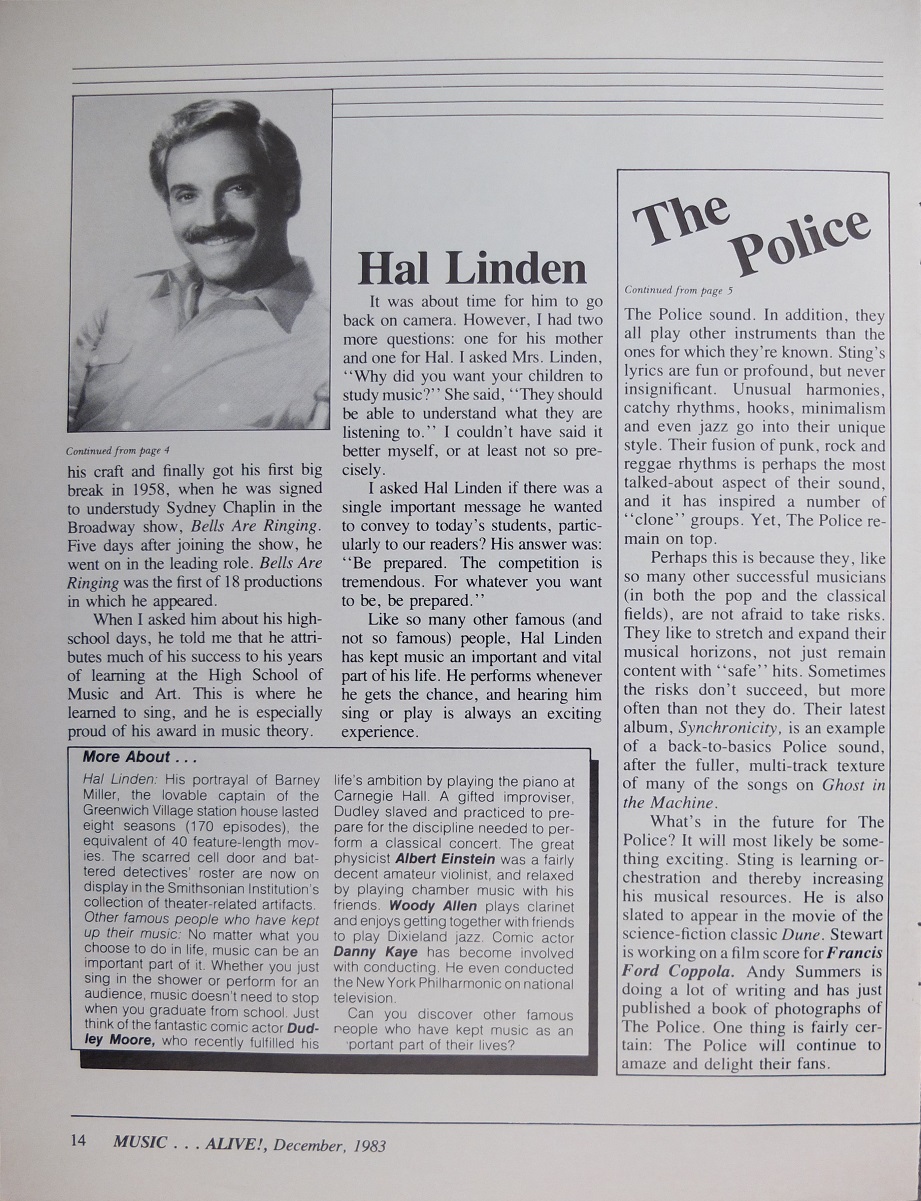 Hal Linden
Continued from page 4
his craft and finally got his first big
break in 1958, when he was signed
to understudy Sydney Chaplin in the
Broadway show, Bells Are Ringing.
Five days after joining the show, he
went on in the leading role. Bells Are
Ringing was the first of 18 productions
in which he appeared.
When I asked him about his high-
school days, he told me that he attri-
butes much of his success to his years
of learning at the High School of
Music and Art. This is where he
learned to sing, and he is especially
proud of his award in music theory.
It was about time for him to go
back on camera. However, I had two
more questions: one for his mother
and one for Hal. I asked Mrs. Linden,
‘‘Why did you want your children to
study music?’’ She said, ‘‘They should
be able to understand what they are
listening to.’’ I couldn’t have said it
better myself, or at least not so pre-
cisely.
I asked Hal Linden if there was a
single important message he wanted
to convey to today’s students, partic-
ularly to our readers? His answer was:
‘‘Be prepared. The competition is
tremendous. For whatever you want
to be, be prepared.’’
Like so many other famous (and
not so famous) people, Hal Linden
has kept music an important and vital
part of his life. He performs whenever
he gets the chance, and hearing him
sing or play is always an exciting
experience.
More About . . .
Hal Linden: His portrayal of Barney
Miller, the lovable captain of the
Greenwich Village station house lasted
eight seasons (170 episodes), the
equivalent of 40 feature-length mov-
ies. The scarred cell door and bat-
tered detectives’ roster are now on
display in the Smithsonian Institution’s
collection of theater-related artifacts.
Other famous people who have kept
up their music: No matter what you
choose to do in life, music can be an
important part of it. Whether you just
sing in the shower or perform for an
audience, music doesn’t need to stop
when you graduate from school. Just
think of the fantastic comic actor Dud-
ley Moore, who recently fulfilled his
life’s ambition by playing the piano at
Carnegie Hall. A gifted improviser,
Dudley slaved and practiced to pre-
pare for the discipline needed to per-
form a classical concert. The great
physicist Albert Einstein was a fairly
decent amateur violinist, and relaxed
by playing chamber music with his
friends. Woody Allen plays clarinet
and enjoys getting together with friends
to play Dixieland jazz. Comic actor
Danny Kaye has become involved
with conducting. He even conducted
the New York Philharmonic on national
television.
Can you discover other famous
people who have kept music as an
portant part of their lives?
The
Police
Continued from page 5
The Police sound. In addition, they
all play other instruments than the
ones for which they’re known. Sting’s
lyrics are fun or profound, but never
insignificant. Unusual harmonies,
catchy rhythms, hooks, minimalism
and even jazz go into their unique
style. Their fusion of punk, rock and
reggae rhythms is perhaps the most
talked-about aspect of their sound,
and it has inspired a number of
‘‘clone’’ groups. Yet, The Police re-
main on top.
Perhaps this is because they, like
so many other successful musicians
(in both the pop and the classical
fields), are not afraid to take risks.
They like to stretch and expand their
musical horizons, not just remain
content with ‘‘safe’’ hits. Sometimes
the risks don’t succeed, but more
often than not they do. Their latest
album, Synchronicity, is an example
of a back-to-basics Police sound,
after the fuller, multi-track texture
of many of the songs on Ghost in
the Machine.
What’s in the future for The
Police? It will most likely be some-
thing exciting. Sting is learning or-
chestration and thereby increasing
his musical resources. He is also
slated to appear in the movie of the
science-fiction classic Dune. Stewart
is working on a film score for Francis
Ford Coppola. Andy Summers is
doing a lot of writing and has just
published a book of photographs of
The Police. One thing is fairly cer-
tain: The Police will continue to
amaze and delight their fans.
14 MUSIC . . . ALIVE!, December, 1983